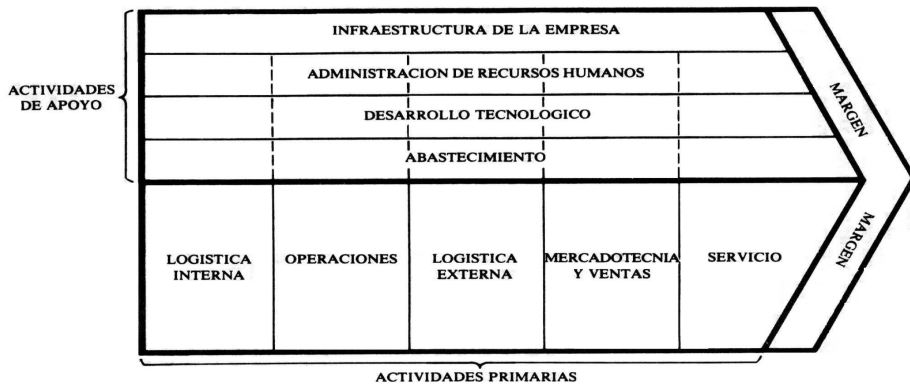 INFRAESTRUCTURA DE LA EMPRESA
ADMINISTRACION DE RECURSOS HUMANOS
ACTIVIDADES
DE APOYO
DESARROLLO TECNOLOGICO
ABASTECIMIENTO
MARGEN
LOGISTICA
INTERNA
OPERACIONES
LOGISTICA
EXTERNA
MERCADOTECNIA
Y VENTAS
SERVICIO
MARGEN
ACTIVIDADES PRIMARIAS